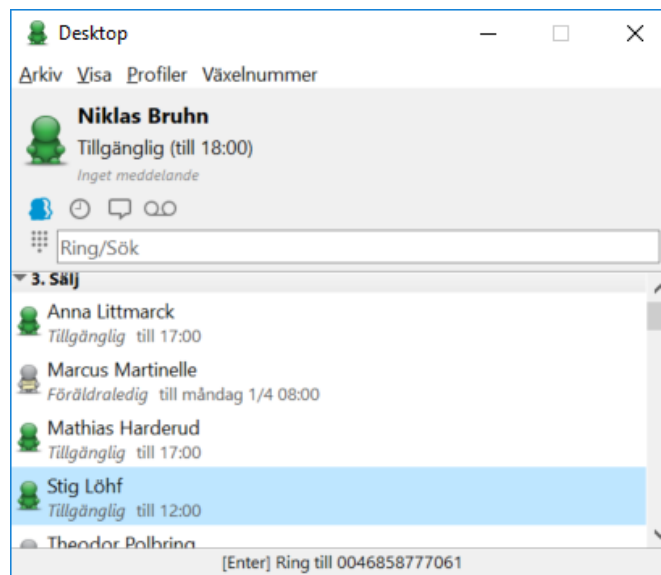 Desktop
Arkiv Visa Profiler Växelnummer
Niklas Bruhn
Tillgänglig (till 18:00)
Inget meddelande
Ring/Sök
3. Sälj
Anna Littmarck
Tillgänglig till 17:00
Marcus Martinelle
Föräldraledig till måndag 1/4 08:00
Mathias Harderud
Tillgänglig till 17:00
Stig Löhf
Tillgänglig till 12:00
Theodor Polbring
[Enter] Ring till 0046858777061